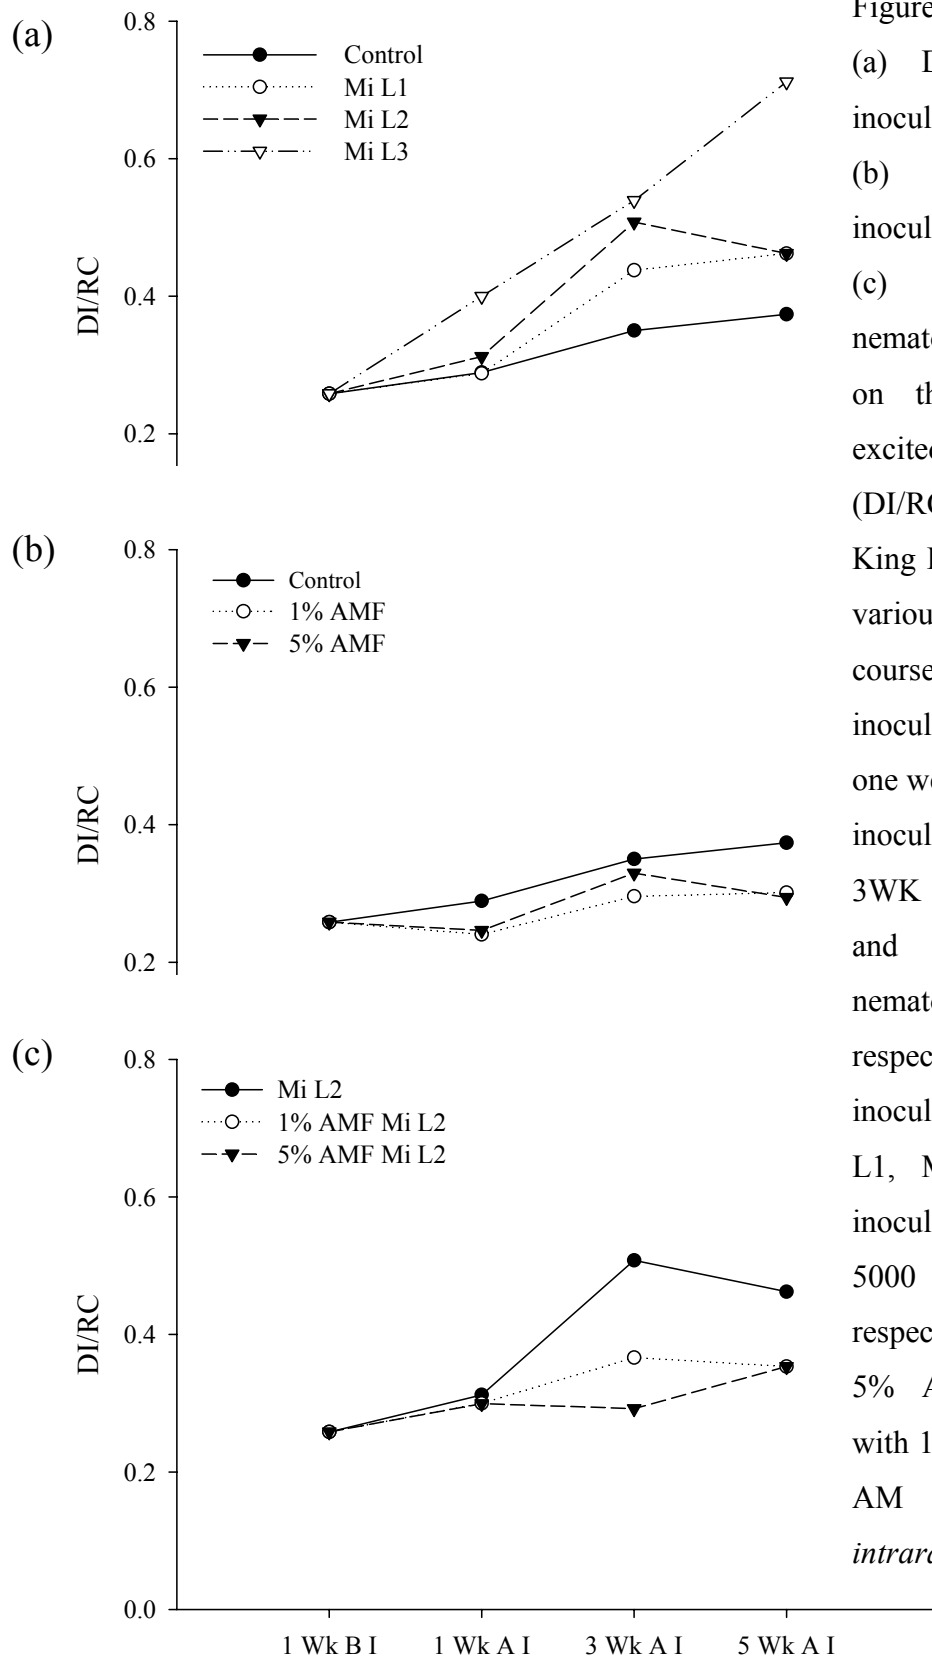 (a)
0.8
0.6
0.4
0.2
DI/RC
Control
Mi L1
Mi L2
Mi L3
(b)
0.8
0.6
0.4
0.2
DI/RC
Control
1% AMF
5% AMF
(c)
0.8
0.6
0.4
0.2
0.0
DI/RC
Mi L2
1% AMF Mi L2
5% AMF Mi L2
1 Wk B I 1 Wk A I 3 Wk A I 5 Wk A I
Figure
(a)
inocul
(b)
inocul
(c)
nemat
on th
excite
(DI/R
King
variou
course
inocul
one w
inocul
3WK
and
nemat
respec
inocul
L1,
inocul
5000
respec
5% A
with 1
AM
intrar